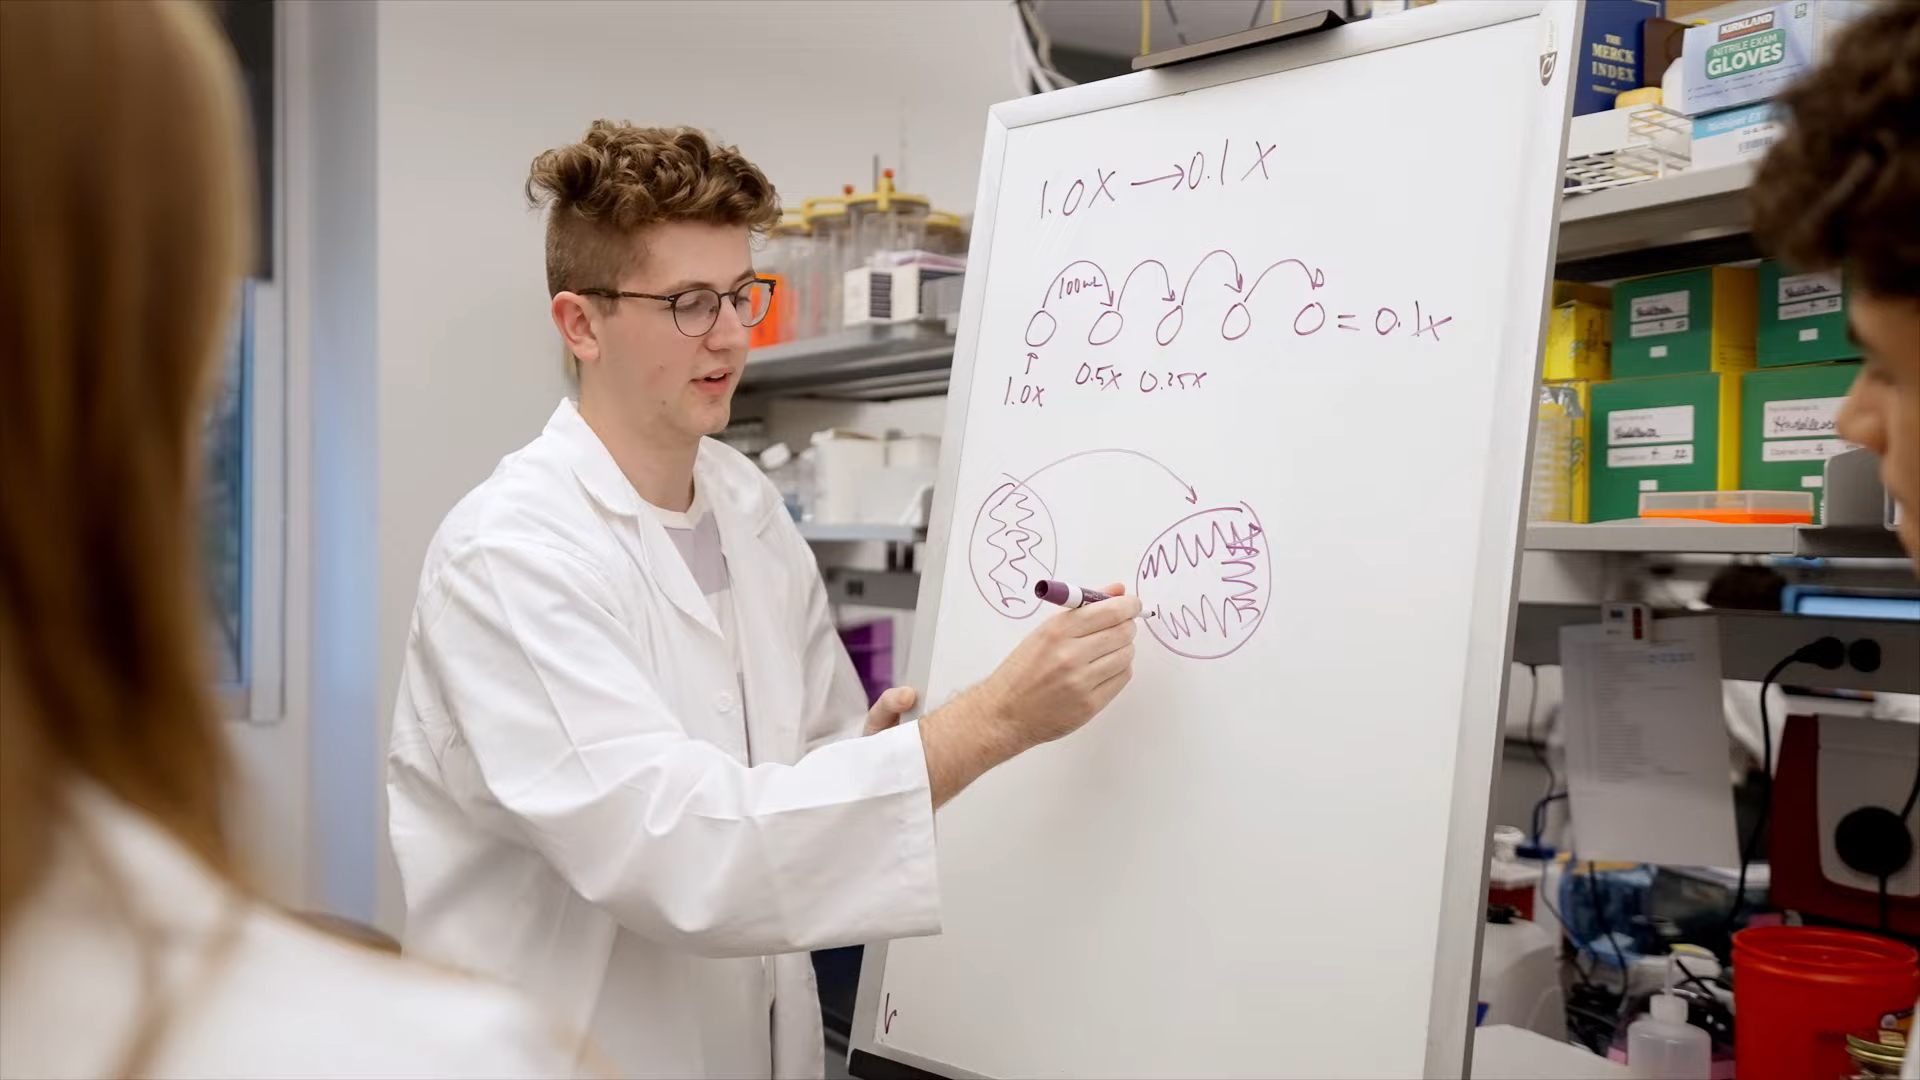 1.0X → 0.1X
100uL
= 0.1x
1.0x 0.5x 0.25x
THE
MERCK
INDEX
KIRKLAND
NITRILE EXAM
GLOVES